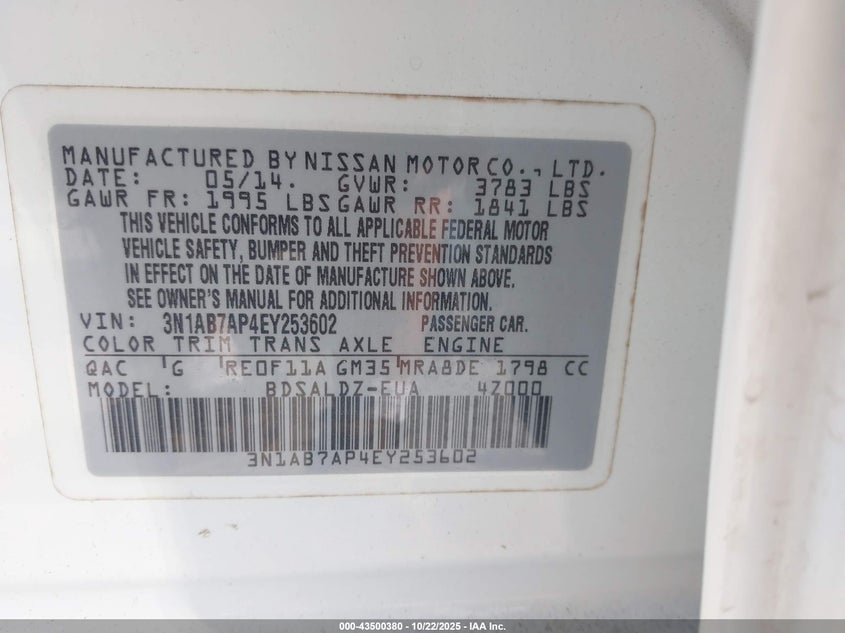 MANUFACTURED BY NISSAN MOTOR CO., LTD.
DATE: 05/14. GVWR: 3783 LBS
GAWR FR: 1995 LBS GAWR RR: 1841 LBS
THIS VEHICLE CONFORMS TO ALL APPLICABLE FEDERAL MOTOR
VEHICLE SAFETY, BUMPER AND THEFT PREVENTION STANDARDS
IN EFFECT ON THE DATE OF MANUFACTURE SHOWN ABOVE.
SEE OWNER'S MANUAL FOR ADDITIONAL INFORMATION.
VIN: 3N1AB7AP4EY253602 PASSENGER CAR.
COLOR TRIM TRANS AXLE ENGINE
QAC G RE0F11A GM35 MRA8DE 1798 CC
MODEL: BDSALDZ-EUA 4Z000
3N1AB7AP4EY253602
000-43500380 - 10/22/2025 - IAA Inc.